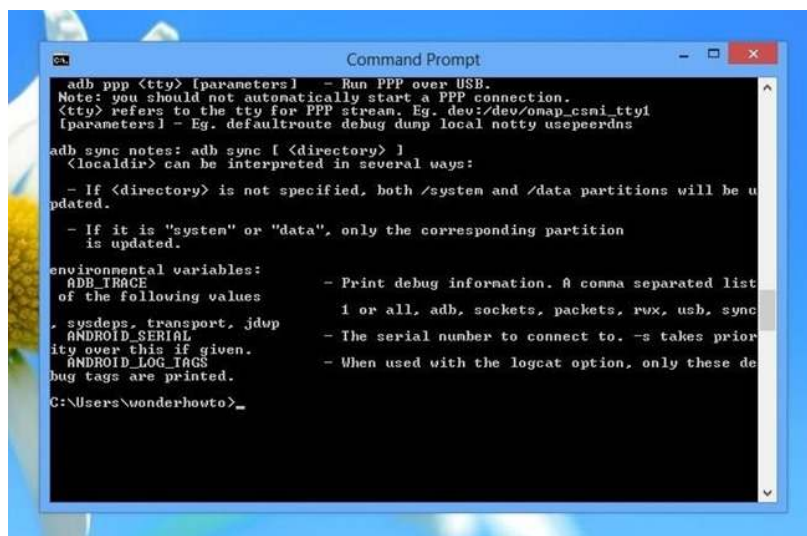 Command Prompt
adb ppp <tty> [parameters] - Run PPP over USB.
Note: you should not automatically start a PPP connection.
<tty> refers to the tty for PPP stream. Eg. dev:/dev/omap_csmi_tty1
[parameters] - Eg. defaultroute debug dump local notty usepeerdns
adb sync notes: adb sync [ <directory> ]
<localdir> can be interpreted in several ways:
- If <directory> is not specified, both /system and /data partitions will be u
pdated.
- If it is "system" or "data", only the corresponding partition
is updated.
environmental variables:
ADB_TRACE - Print debug information. A comma separated list
of the following values
1 or all, adb, sockets, packets, rwx, usb, sync
, sysdeps, transport, jdwp
ANDROID_SERIAL - The serial number to connect to. -s takes prior
ity over this if given.
ANDROID_LOG_TAGS - When used with the logcat option, only these de
bug tags are printed.
C:\Users\wonderhowto>_